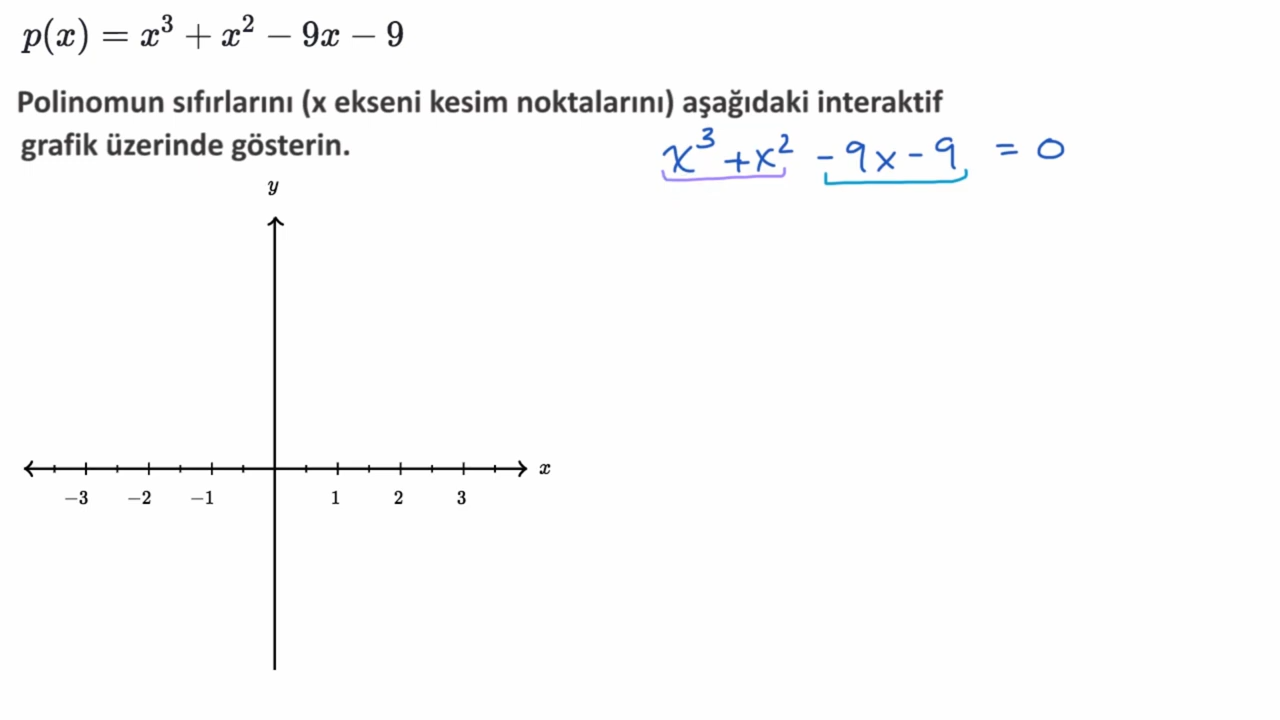 p(x) = x³ + x² − 9x − 9
Polinomun sıfırlarını (x ekseni kesim noktalarını) aşağıdaki interaktif
grafik üzerinde gösterin.
x³ + x² - 9x - 9 = 0
y
x
−3 −2 −1 1 2 3